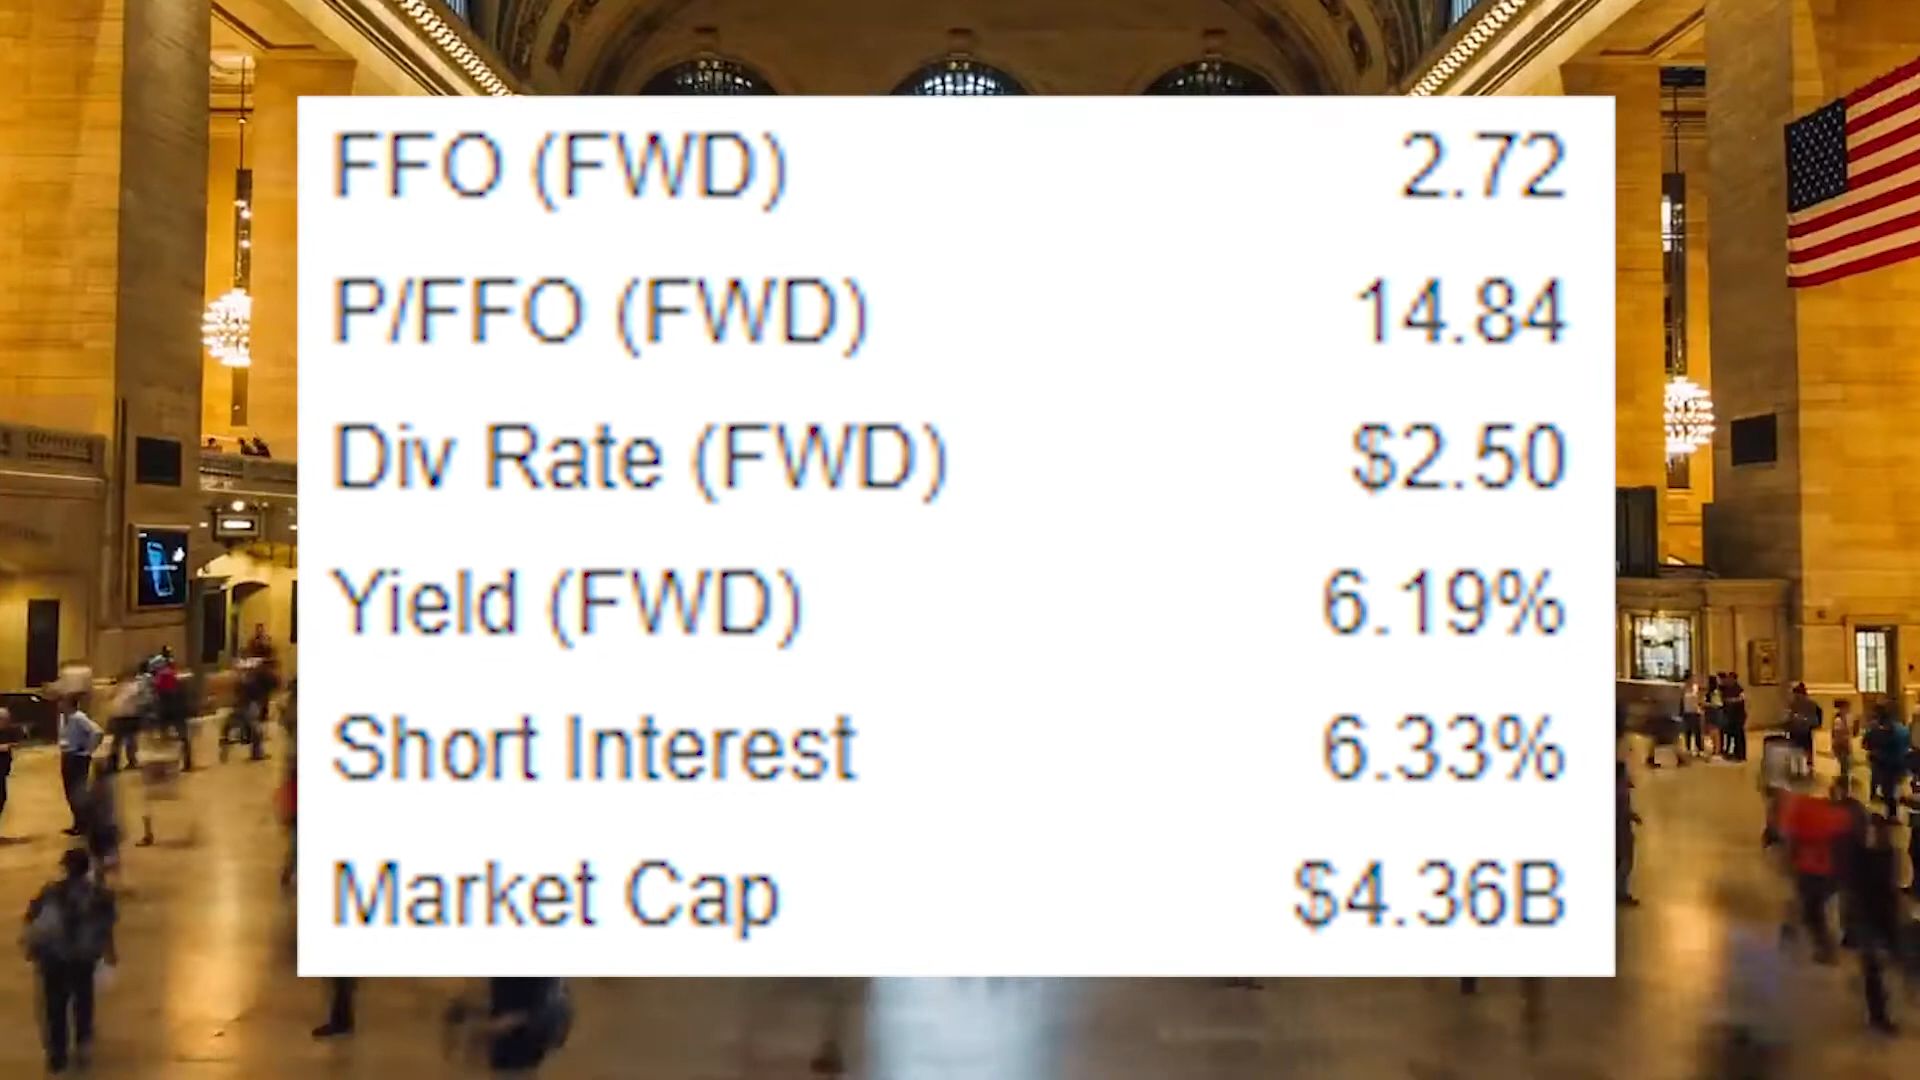 FFO (FWD) 2.72
P/FFO (FWD) 14.84
Div Rate (FWD) $2.50
Yield (FWD) 6.19%
Short Interest 6.33%
Market Cap $4.36B